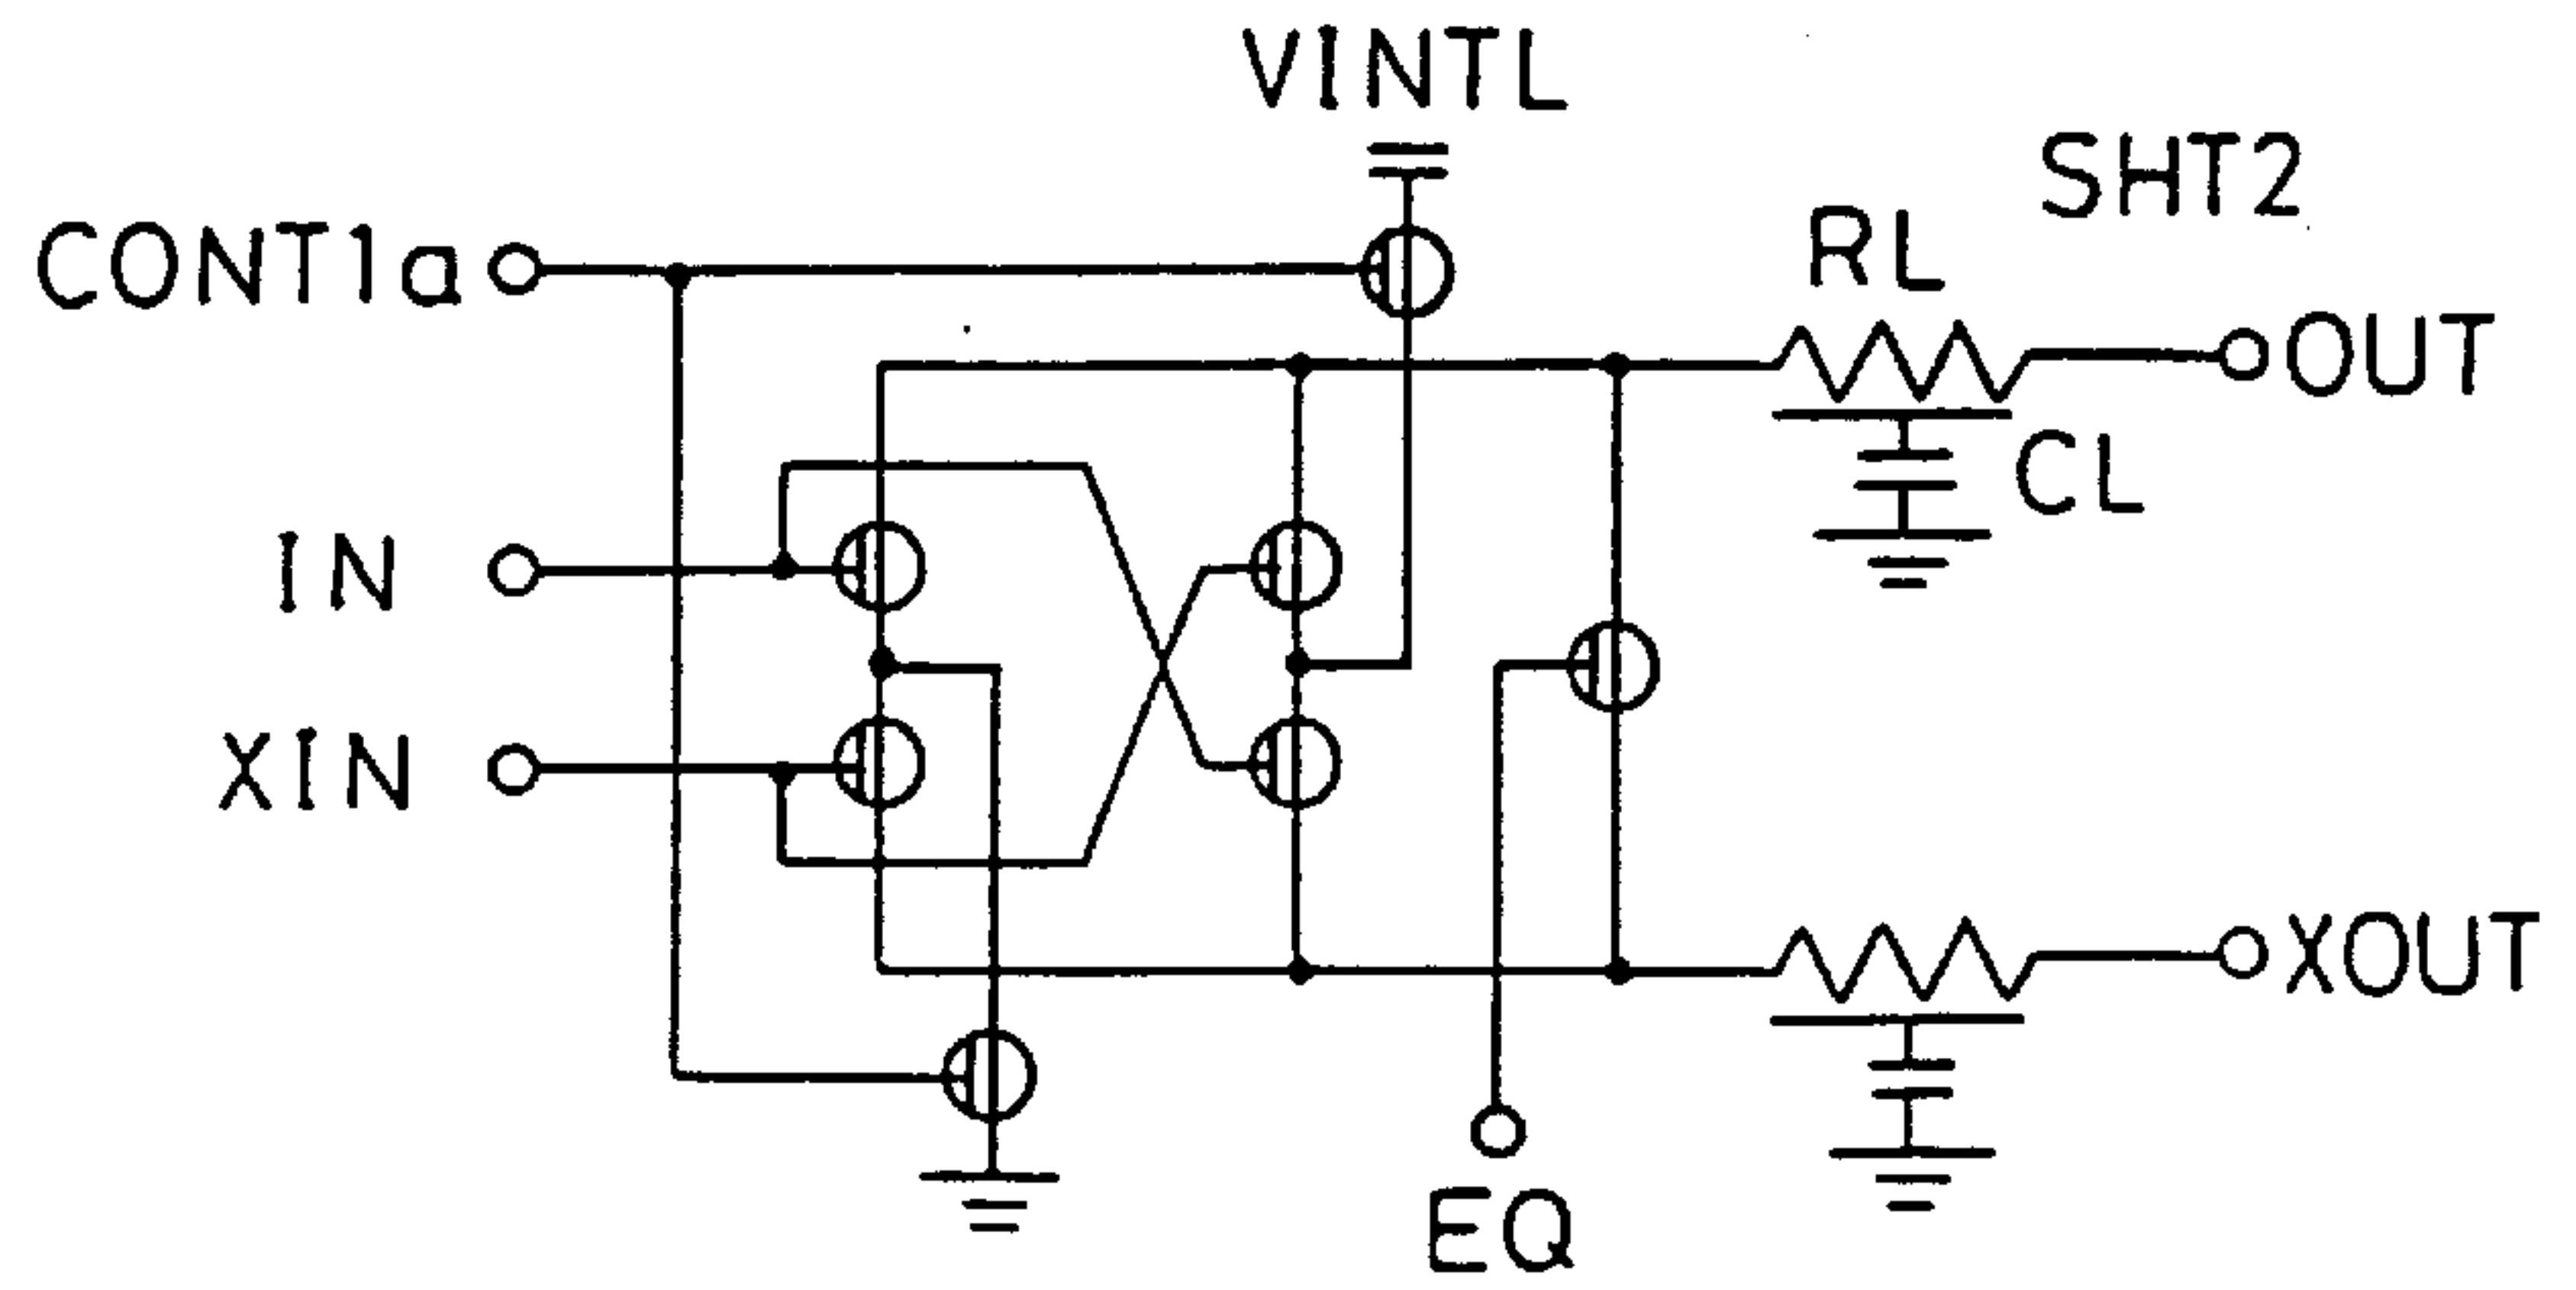 VINTL
SHT2
CONT1a
RL
OUT
CL
IN
XIN
XOUT
EQ